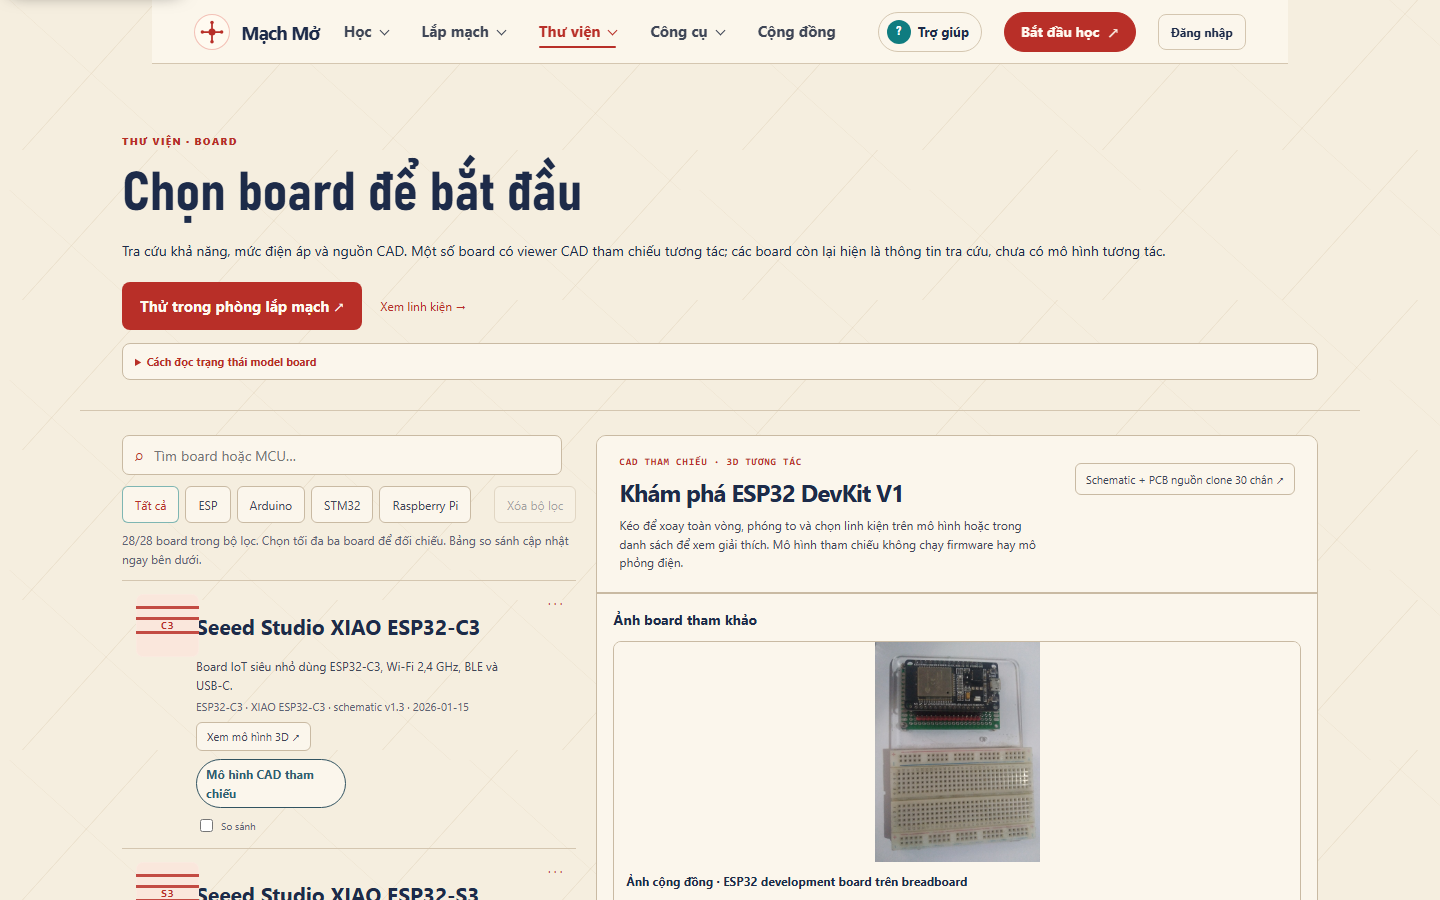 Mạch Mở
Học
Lắp mạch
Thư viện
Công cụ
Cộng đồng
? Trợ giúp
Bắt đầu học ↗
Đăng nhập
THƯ VIỆN · BOARD
Chọn board để bắt đầu
Tra cứu khả năng, mức điện áp và nguồn CAD. Một số board có viewer CAD tham chiếu tương tác; các board còn lại hiện là thông tin tra cứu, chưa có mô hình tương tác.
Thử trong phòng lắp mạch ↗
Xem linh kiện →
▶ Cách đọc trạng thái model board
Tìm board hoặc MCU...
Tất cả
ESP
Arduino
STM32
Raspberry Pi
Xóa bộ lọc
28/28 board trong bộ lọc. Chọn tối đa ba board để đối chiếu. Bảng so sánh cập nhật
ngay bên dưới.
C3
Seeed Studio XIAO ESP32-C3
...
Board IoT siêu nhỏ dùng ESP32-C3, Wi-Fi 2,4 GHz, BLE và
USB-C.
ESP32-C3 · XIAO ESP32-C3 · schematic v1.3 · 2026-01-15
Xem mô hình 3D ↗
Mô hình CAD tham
chiếu
So sánh
S3
Seeed Studio XIAO ESP32-S3
...
CAD THAM CHIẾU · 3D TƯƠNG TÁC
Khám phá ESP32 DevKit V1
Schematic + PCB nguồn clone 30 chân ↗
Kéo để xoay toàn vòng, phóng to và chọn linh kiện trên mô hình hoặc trong
danh sách để xem giải thích. Mô hình tham chiếu không chạy firmware hay mô
phỏng điện.
Ảnh board tham khảo
Ảnh cộng đồng · ESP32 development board trên breadboard